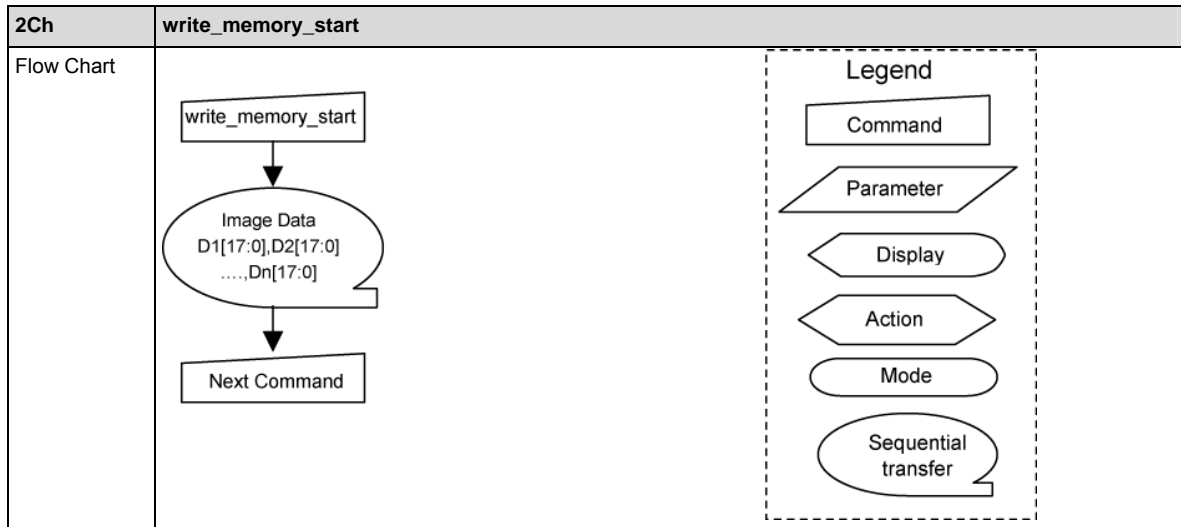 2Ch write_memory_start
Flow Chart
write_memory_start
Image Data
D1[17:0],D2[17:0]
....,Dn[17:0]
Next Command
Legend
Command
Parameter
Display
Action
Mode
Sequential
transfer